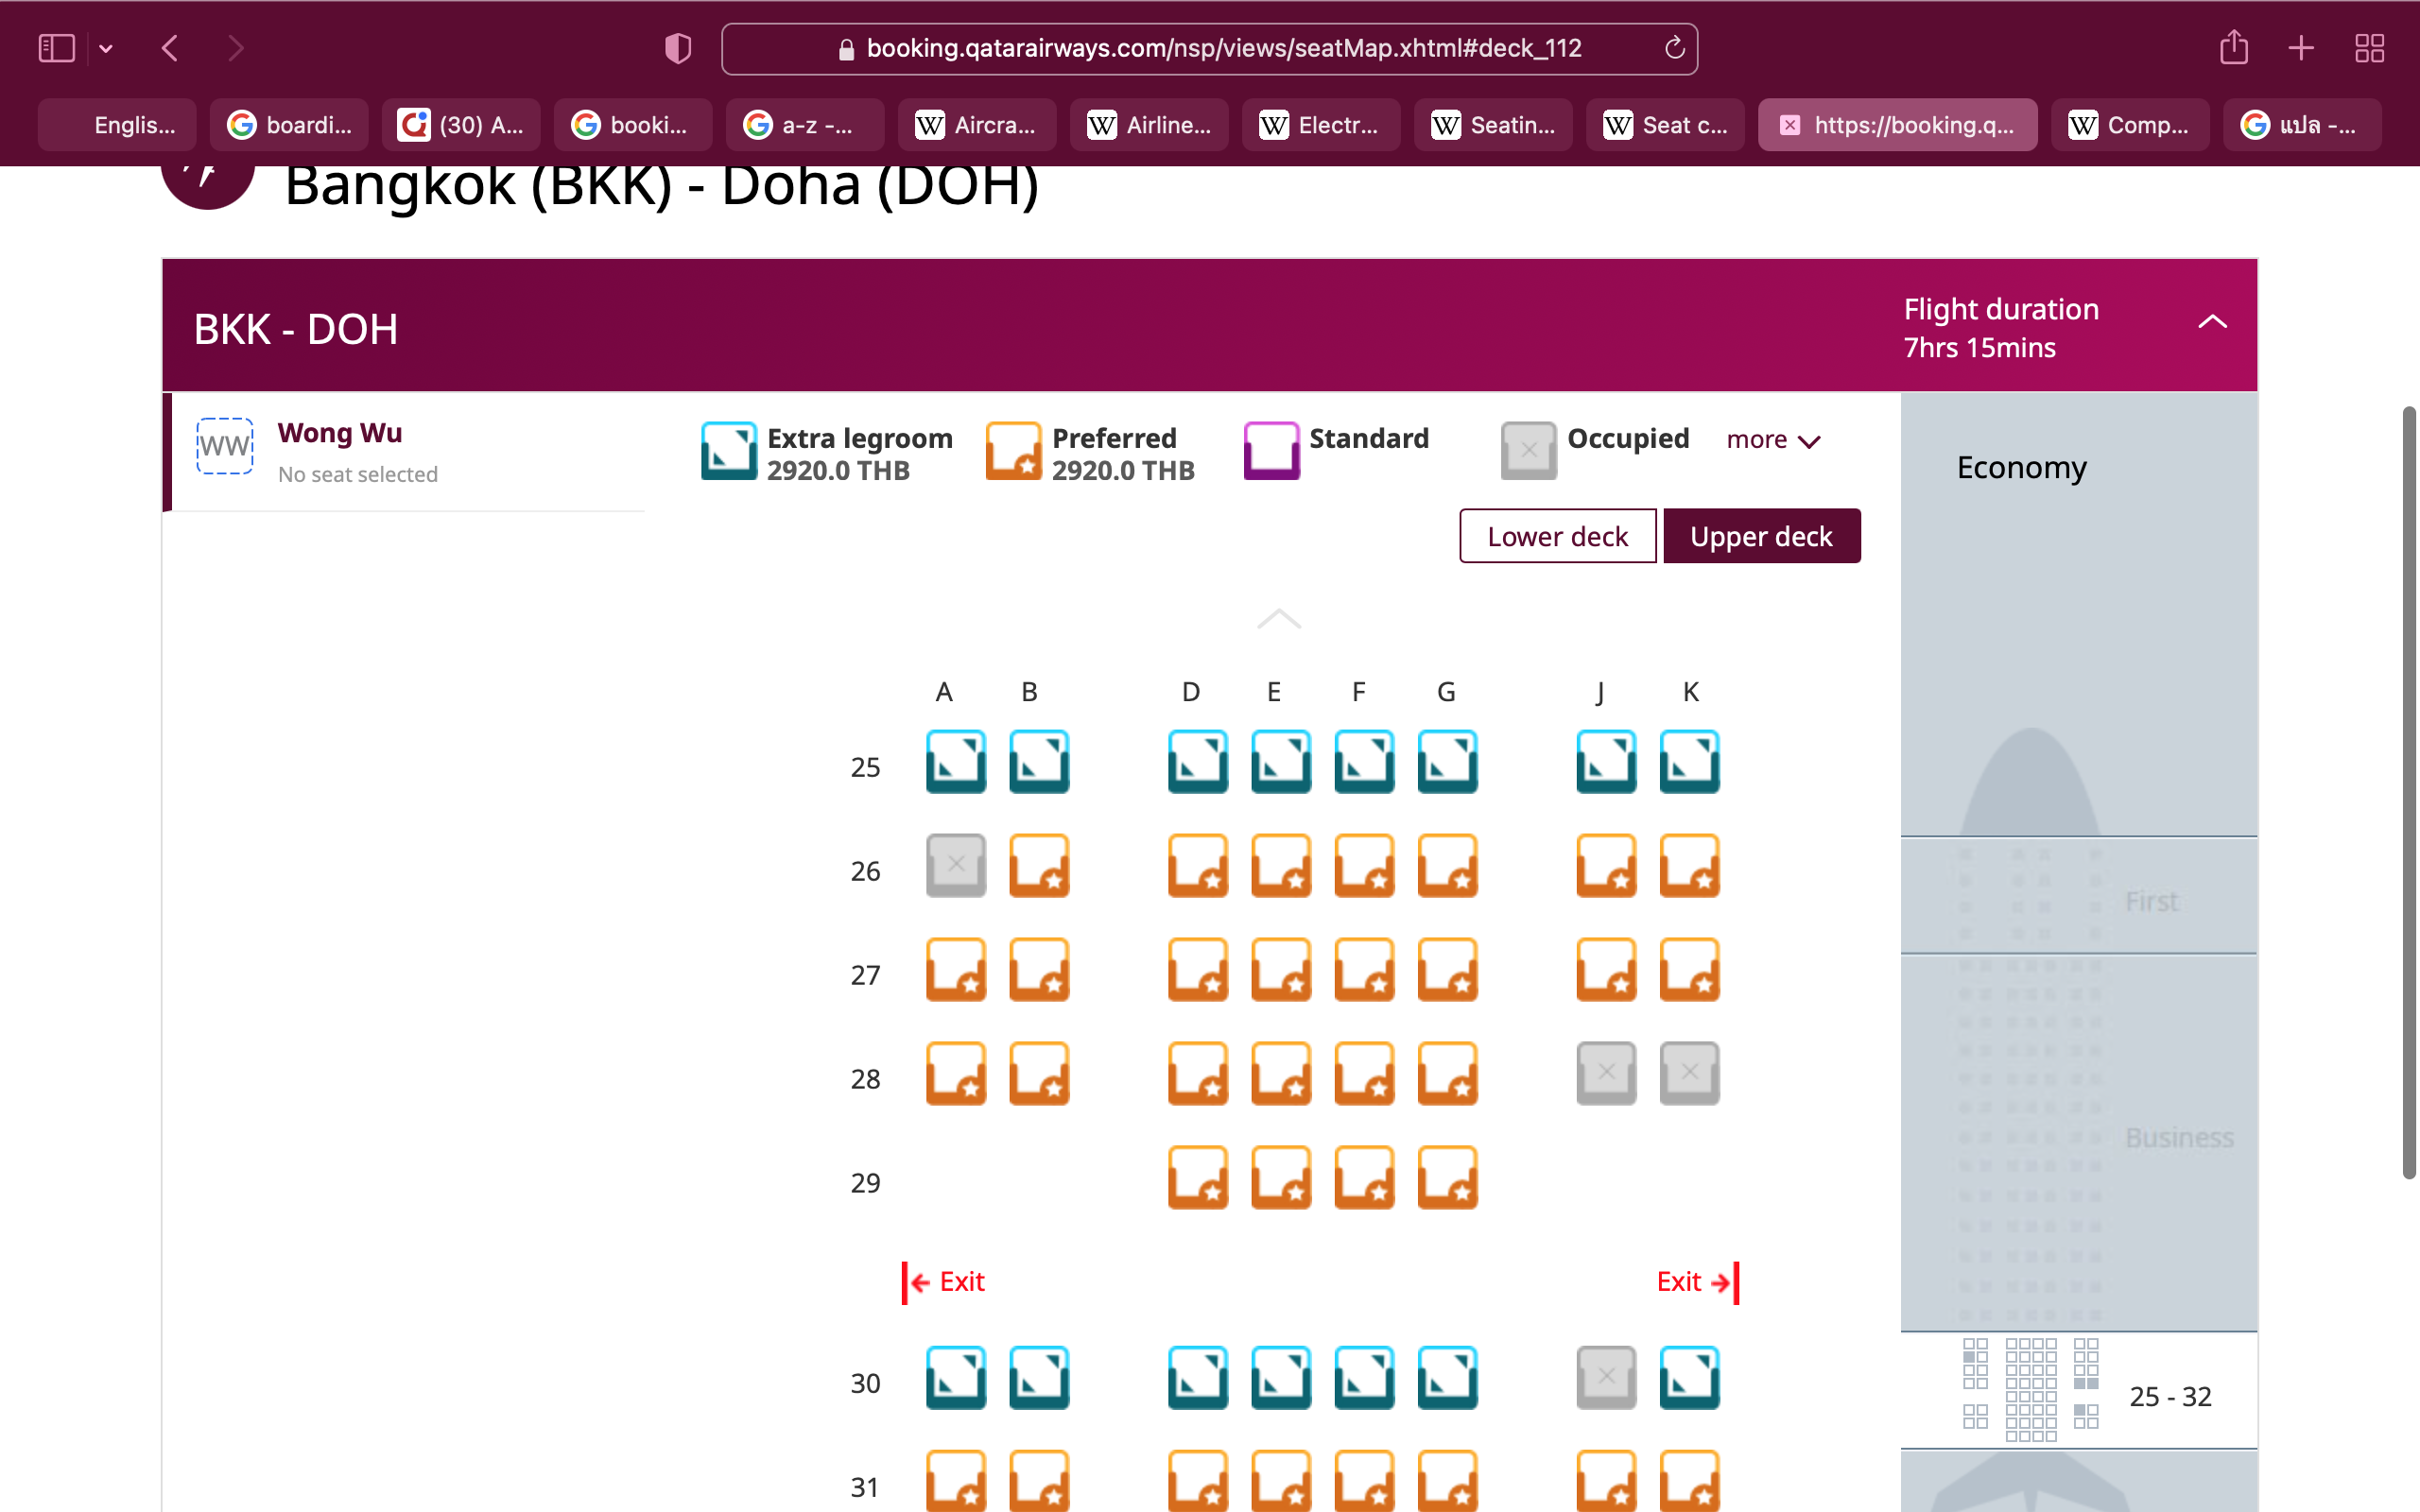 booking.qatarairways.com/nsp/views/seatMap.xhtml#deck_112
Englis... boardi... (30) A... booki... a-z -... Aircra... Airline... Electr... Seatin... Seat c... https://booking.q... Comp... แปล -...
Bangkok (BKK) - Doha (DOH)
BKK - DOH
Flight duration
7hrs 15mins
WW
Wong Wu
No seat selected
Extra legroom
2920.0 THB
Preferred
2920.0 THB
Standard
Occupied
more
Economy
Lower deck
Upper deck
A B D E F G J K
25
26
27
28
29
Exit
Exit
30
31
First
Business
25 - 32